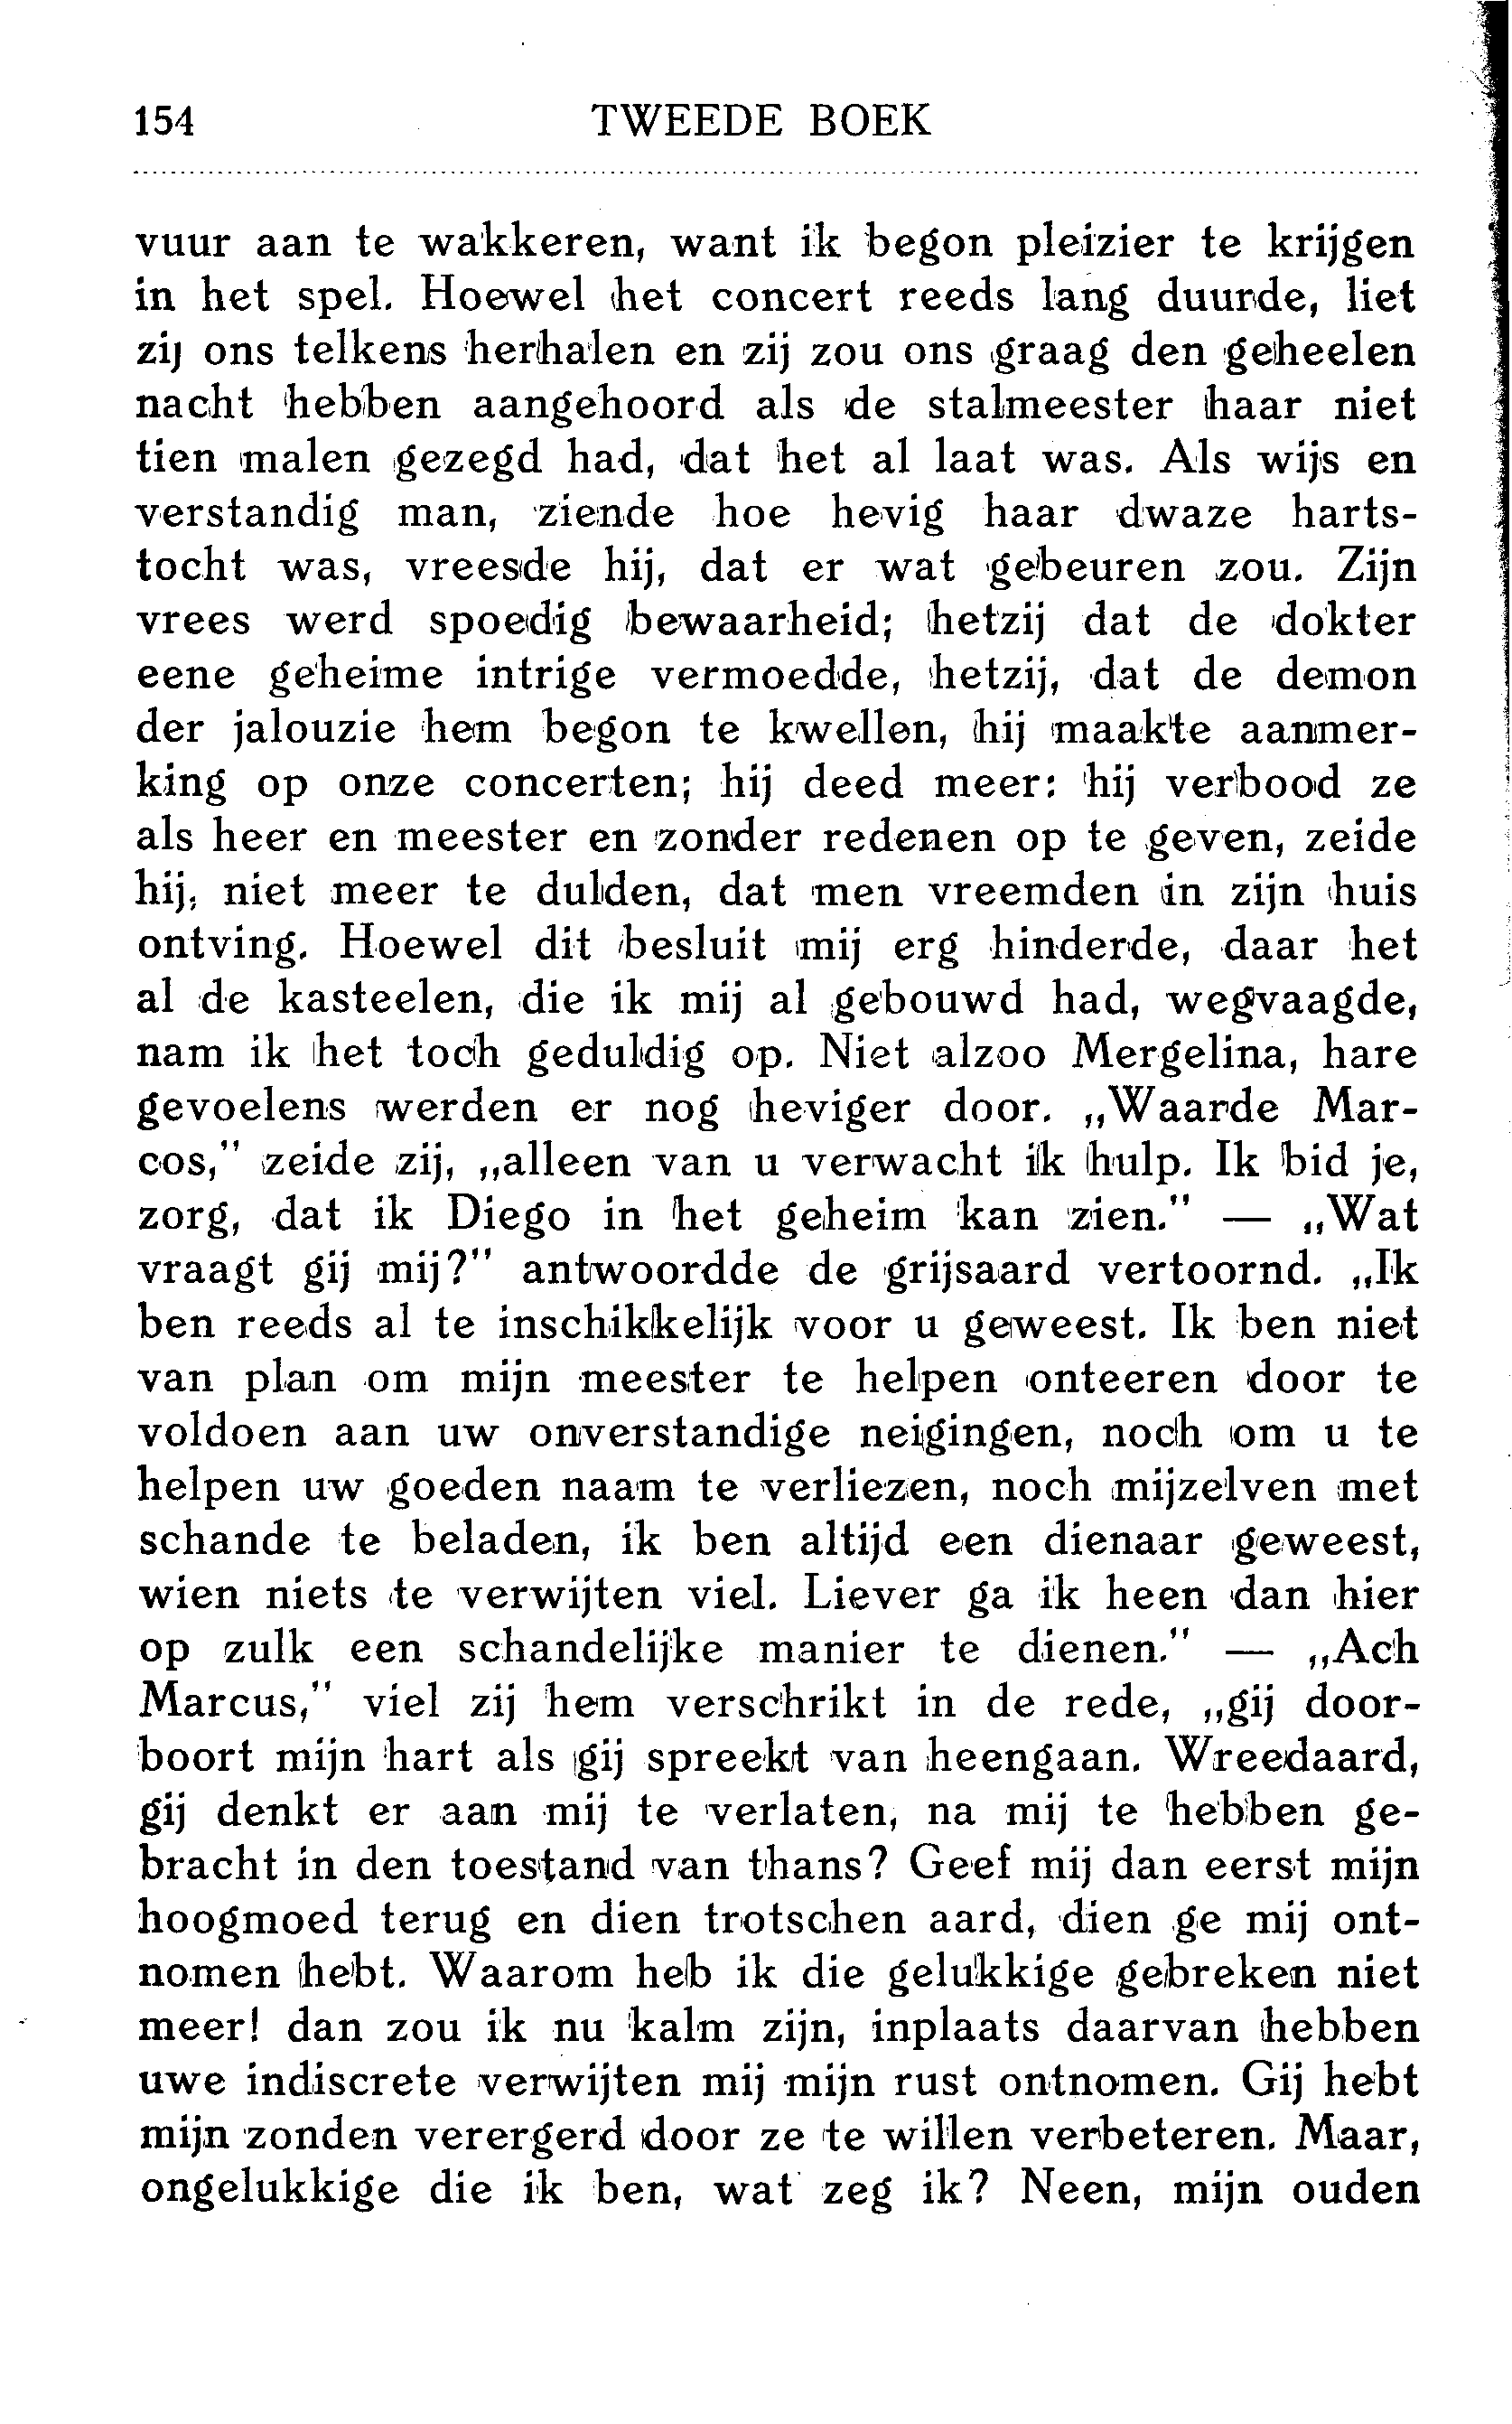 154 TWEEDE BOEK
vuur aan te wakkeren, want ik begon pleizier te krijgen
in het spel. Hoewel het concert reeds lang duurde, liet
zij ons telkens herhalen en zij zou ons graag den geheelen
nacht hebben aangehoord als de stalmeester haar niet
tien malen gezegd had, dat het al laat was. Als wijs en
verstandig man, ziende hoe hevig haar dwaze harts-
tocht was, vreesde hij, dat er wat gebeuren zou. Zijn
vrees werd spoedig bewaarheid; hetzij dat de dokter
eene geheime intrige vermoedde, hetzij, dat de demon
der jalouzie hem begon te kwellen, hij maakte aanmer-
king op onze concerten; hij deed meer: hij verbood ze
als heer en meester en zonder redenen op te geven, zeide
hij, niet meer te dulden, dat men vreemden in zijn huis
ontving. Hoewel dit besluit mij erg hinderde, daar het
al de kasteelen, die ik mij al gebouwd had, wegvaagde,
nam ik het toch geduldig op. Niet alzoo Mergelina, hare
gevoelens werden er nog heviger door. „Waarde Mar-
cos," zeide zij, „alleen van u verwacht ik hulp. Ik bid je,
zorg, dat ik Diego in het geheim kan zien." — „Wat
vraagt gij mij?" antwoordde de grijsaard vertoornd. „Ik
ben reeds al te inschikkelijk voor u geweest. Ik ben niet
van plan om mijn meester te helpen onteeren door te
voldoen aan uw onverstandige neigingen, noch om u te
helpen uw goeden naam te verliezen, noch mijzelven met
schande te beladen, ik ben altijd een dienaar geweest,
wien niets te verwijten viel. Liever ga ik heen dan hier
op zulk een schandelijke manier te dienen." — „Ach
Marcus," viel zij hem verschrikt in de rede, „gij door-
boort mijn hart als gij spreekt van heengaan. Wreedaard,
gij denkt er aan mij te verlaten, na mij te hebben ge-
bracht in den toestand van thans? Geef mij dan eerst mijn
hoogmoed terug en dien trotschen aard, dien ge mij ont-
nomen hebt. Waarom heb ik die gelukkige gebreken niet
meer! dan zou ik nu kalm zijn, inplaats daarvan hebben
uwe indiscrete verwijten mij mijn rust ontnomen. Gij hebt
mijn zonden verergerd door ze te willen verbeteren. Maar,
ongelukkige die ik ben, wat zeg ik? Neen, mijn ouden